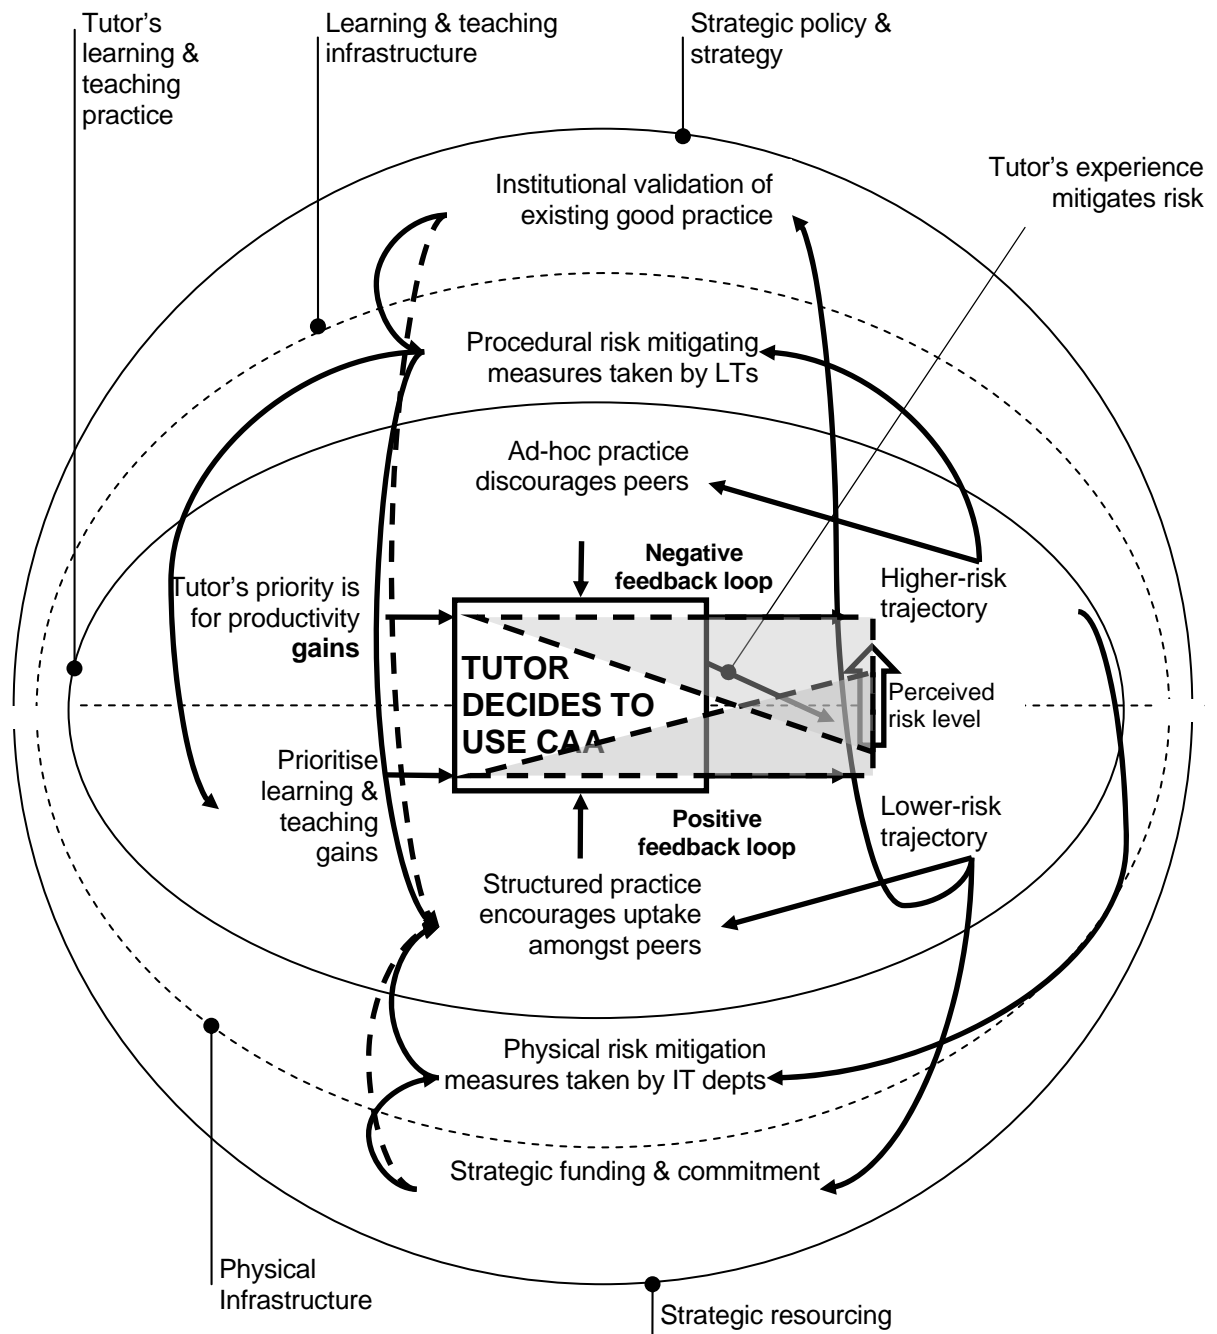 Tutor's
learning &
teaching
practice
Learning & teaching
infrastructure
Strategic policy &
strategy
Tutor's experience
mitigates risk
Institutional validation of
existing good practice
Procedural risk mitigating
measures taken by LTs
Ad-hoc practice
discourages peers
Negative
feedback loop
Higher-risk
trajectory
Tutor's priority is
for productivity
gains
TUTOR
DECIDES TO
USE CAA
Perceived
risk level
Prioritise
learning &
teaching
gains
Positive
feedback loop
Lower-risk
trajectory
Structured practice
encourages uptake
amongst peers
Physical risk mitigation
measures taken by IT depts
Strategic funding & commitment
Physical
Infrastructure
Strategic resourcing